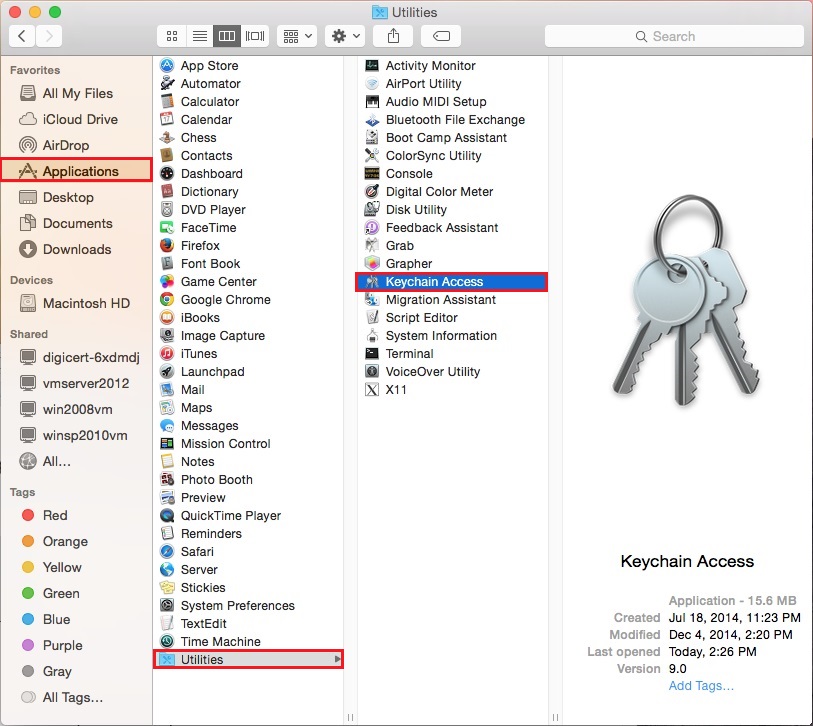 Utilities
Search
Favorites
All My Files
iCloud Drive
AirDrop
Applications
Desktop
Documents
Downloads
Devices
Macintosh HD
Shared
digicert-6xdmdj
vmserver2012
win2008vm
winsp2010vm
All...
Tags
Red
Orange
Yellow
Green
Blue
Purple
Gray
All Tags...
App Store
Automator
Calculator
Calendar
Chess
Contacts
Dashboard
Dictionary
DVD Player
FaceTime
Firefox
Font Book
Game Center
Google Chrome
iBooks
Image Capture
iTunes
Launchpad
Mail
Maps
Messages
Mission Control
Notes
Photo Booth
Preview
QuickTime Player
Reminders
Safari
Server
Stickies
System Preferences
TextEdit
Time Machine
Utilities
Activity Monitor
AirPort Utility
Audio MIDI Setup
Bluetooth File Exchange
Boot Camp Assistant
ColorSync Utility
Console
Digital Color Meter
Disk Utility
Feedback Assistant
Grab
Grapher
Keychain Access
Migration Assistant
Script Editor
System Information
Terminal
VoiceOver Utility
X11
Keychain Access
Application - 15.6 MB
Created Jul 18, 2014, 11:23 PM
Modified Dec 4, 2014, 2:20 PM
Last opened Today, 2:26 PM
Version 9.0
Add Tags...